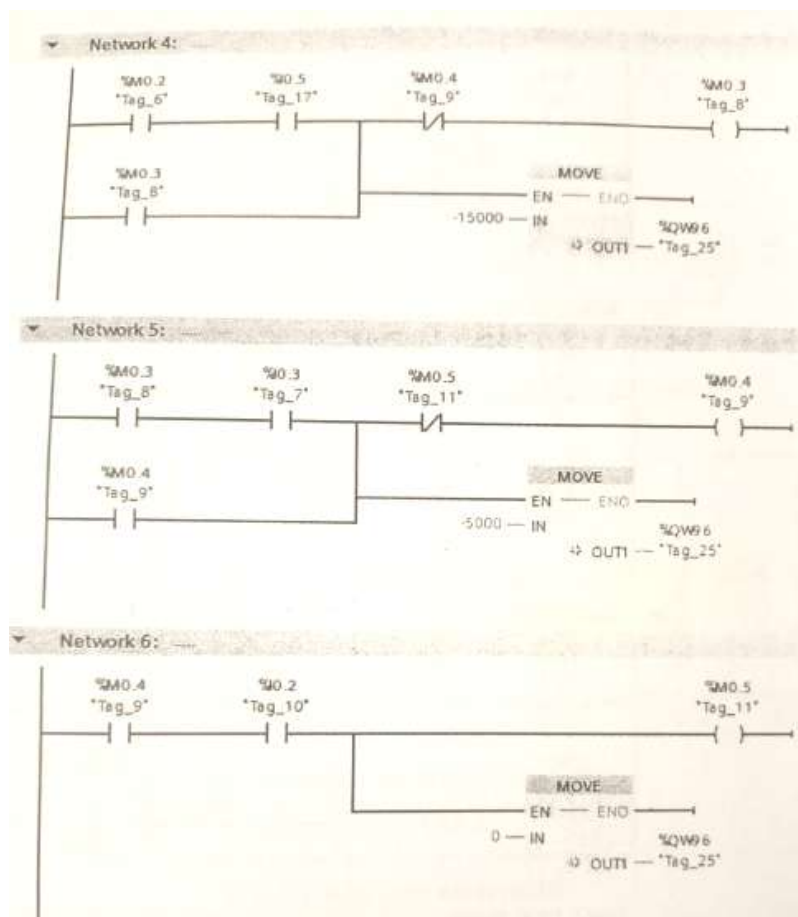 Network 4:
%M0.2 %I0.5 %M0.4 %M0.3
"Tag_6" "Tag_17" "Tag_9" "Tag_8"
%M0.3
"Tag_8"
MOVE
EN ENO
-15000 IN
%QW96
OUT1 "Tag_25"
Network 5:
%M0.3 %I0.3 %M0.5 %M0.4
"Tag_8" "Tag_7" "Tag_11" "Tag_9"
%M0.4
"Tag_9"
MOVE
EN ENO
-5000 IN
%QW96
OUT1 "Tag_25"
Network 6:
%M0.4 %I0.2 %M0.5
"Tag_9" "Tag_10" "Tag_11"
MOVE
EN ENO
0 IN
%QW96
OUT1 "Tag_25"